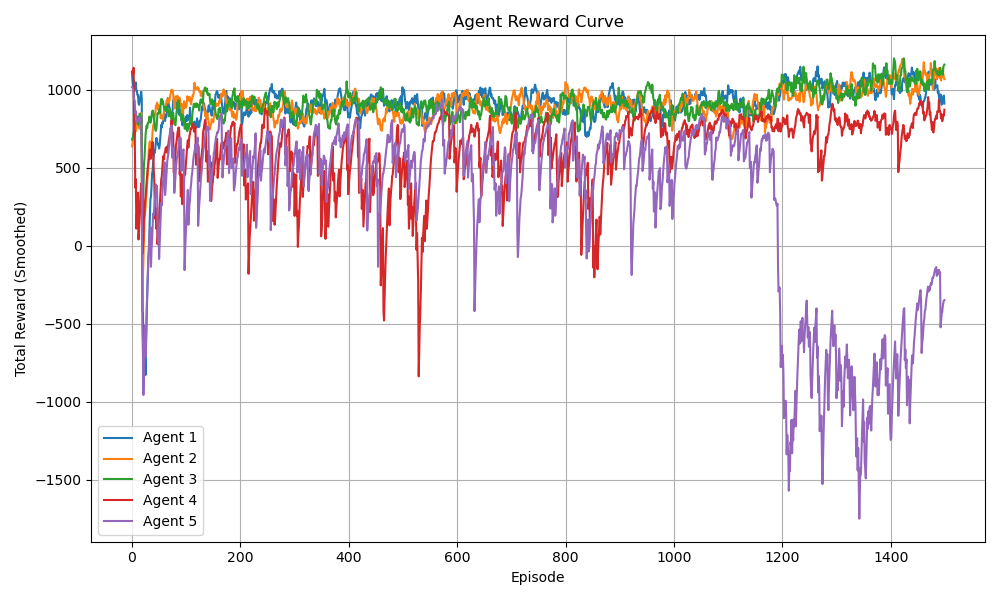 Agent Reward Curve
Total Reward (Smoothed)
1000
500
0
−500
−1000
−1500
Agent 1
Agent 2
Agent 3
Agent 4
Agent 5
0 200 400 600 800 1000 1200 1400
Episode